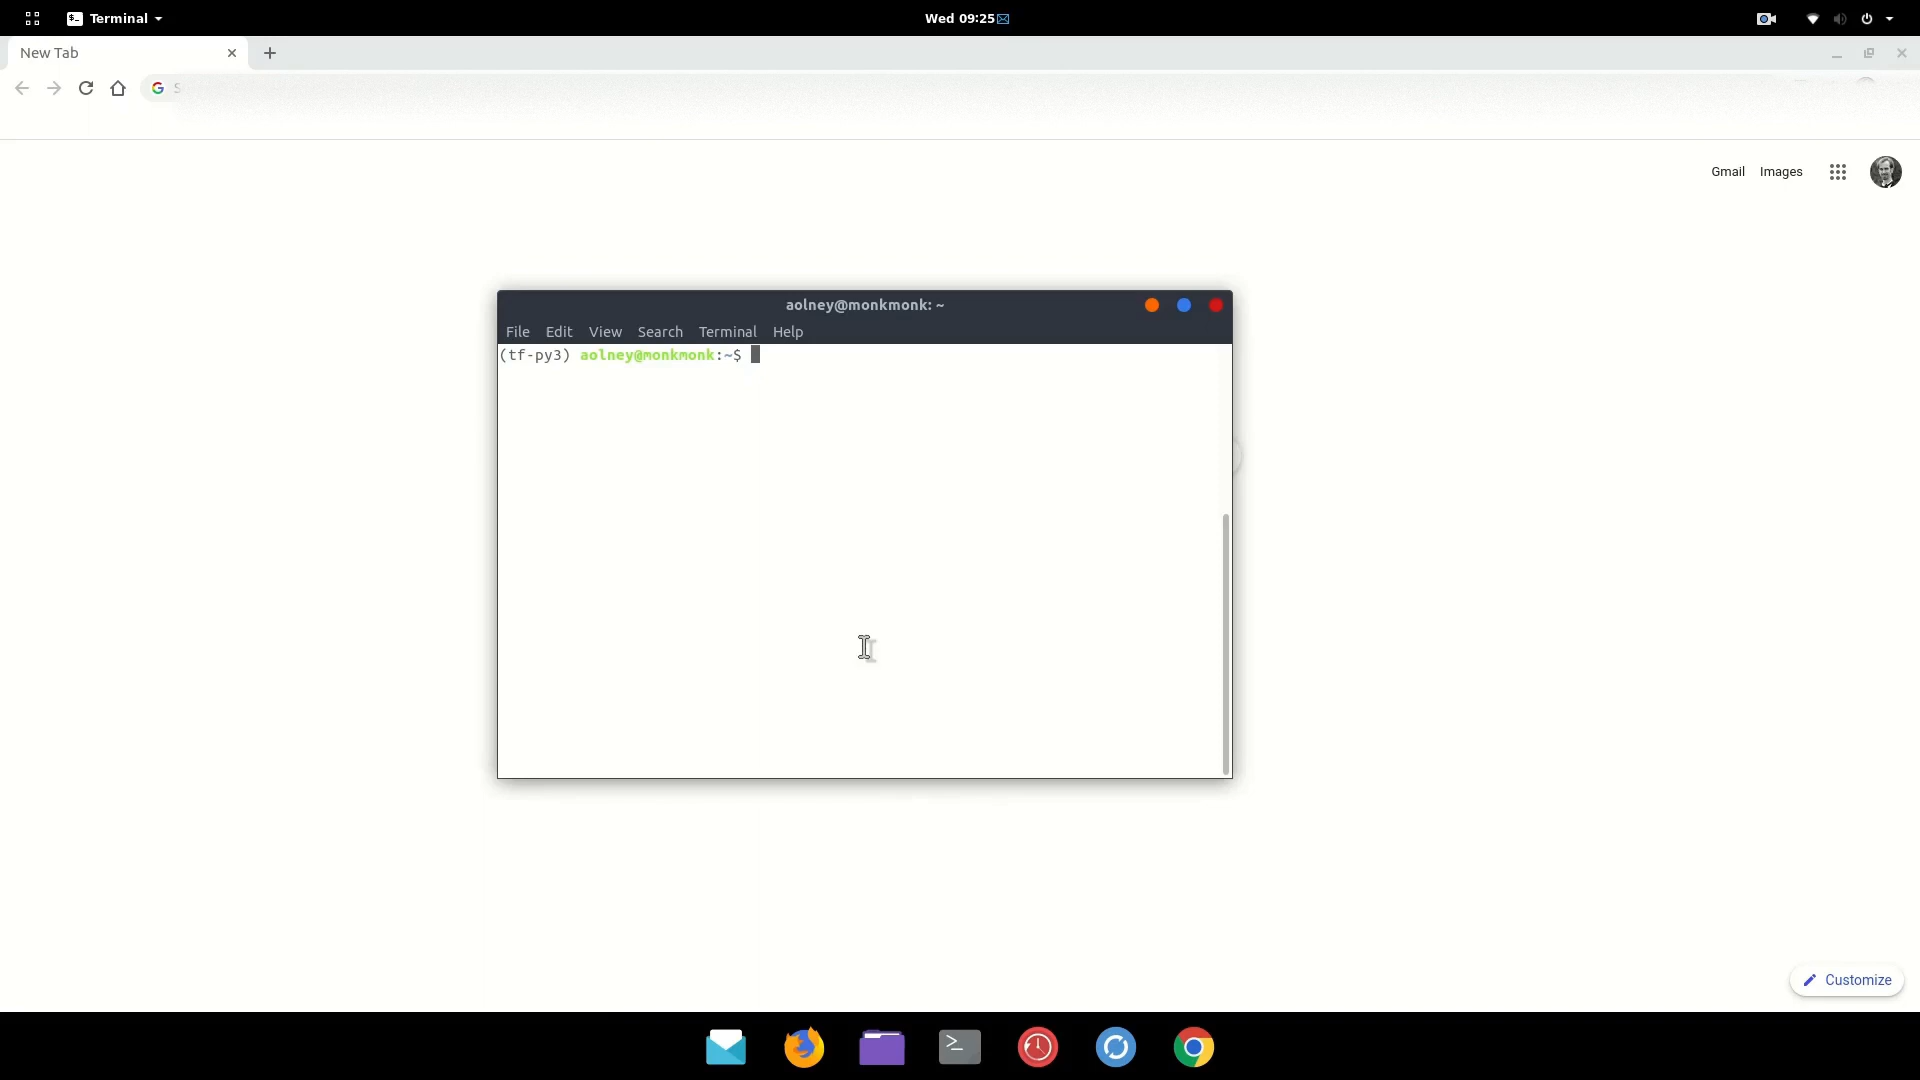 Terminal
Wed 09:25
New Tab
Gmail Images
aolney@monkmonk: ~
File Edit View Search Terminal Help
(tf-py3) aolney@monkmonk:~$
Customize